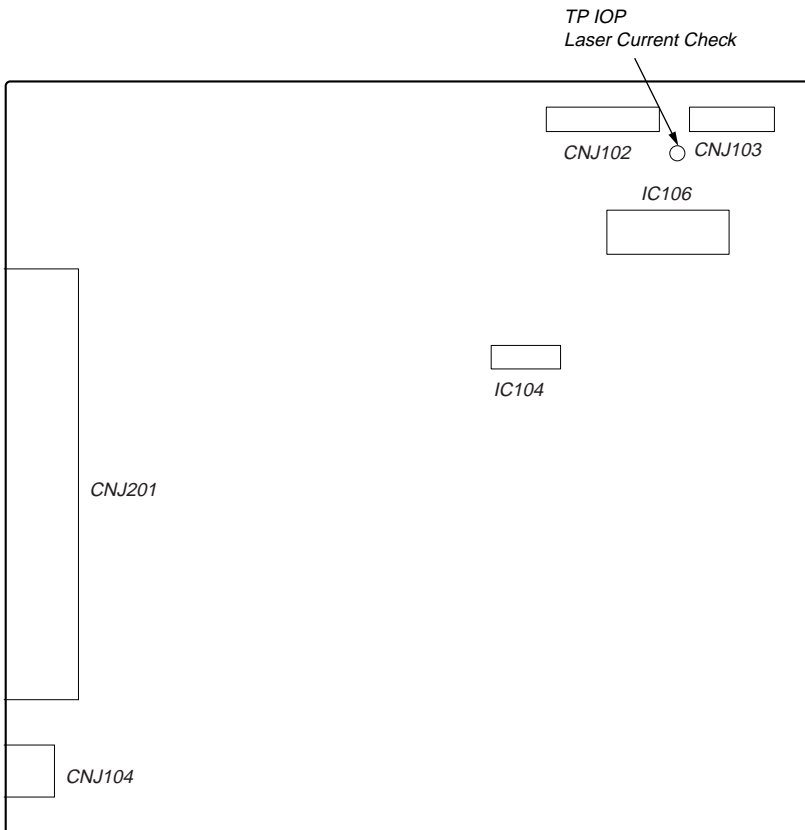 TP IOP
Laser Current Check
CNJ102
CNJ103
IC106
IC104
CNJ201
CNJ104